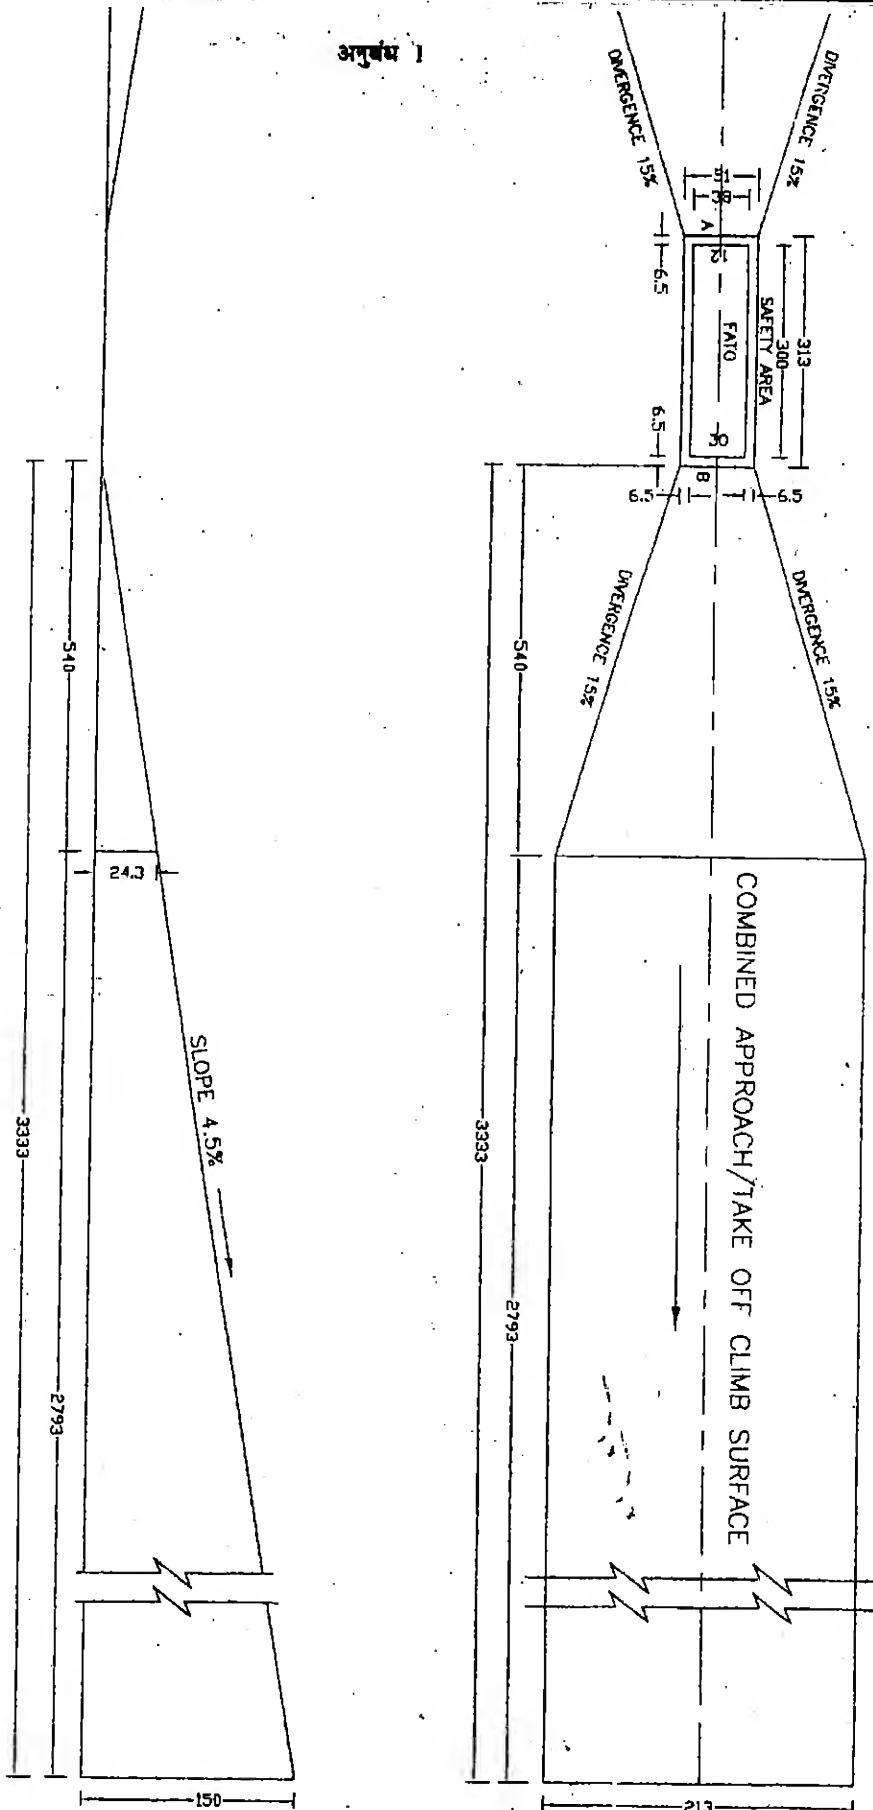 अनुबंध I
DIVERGENCE 15%
DIVERGENCE 15%
51
38
A
12
6.5
FATO
SAFETY AREA
300
313
6.5
30
B
6.5
6.5
DIVERGENCE 15%
DIVERGENCE 15%
540
540
24.3
COMBINED APPROACH/TAKE OFF CLIMB SURFACE
SLOPE 4.5%
3333
3333
2793
2793
150
213